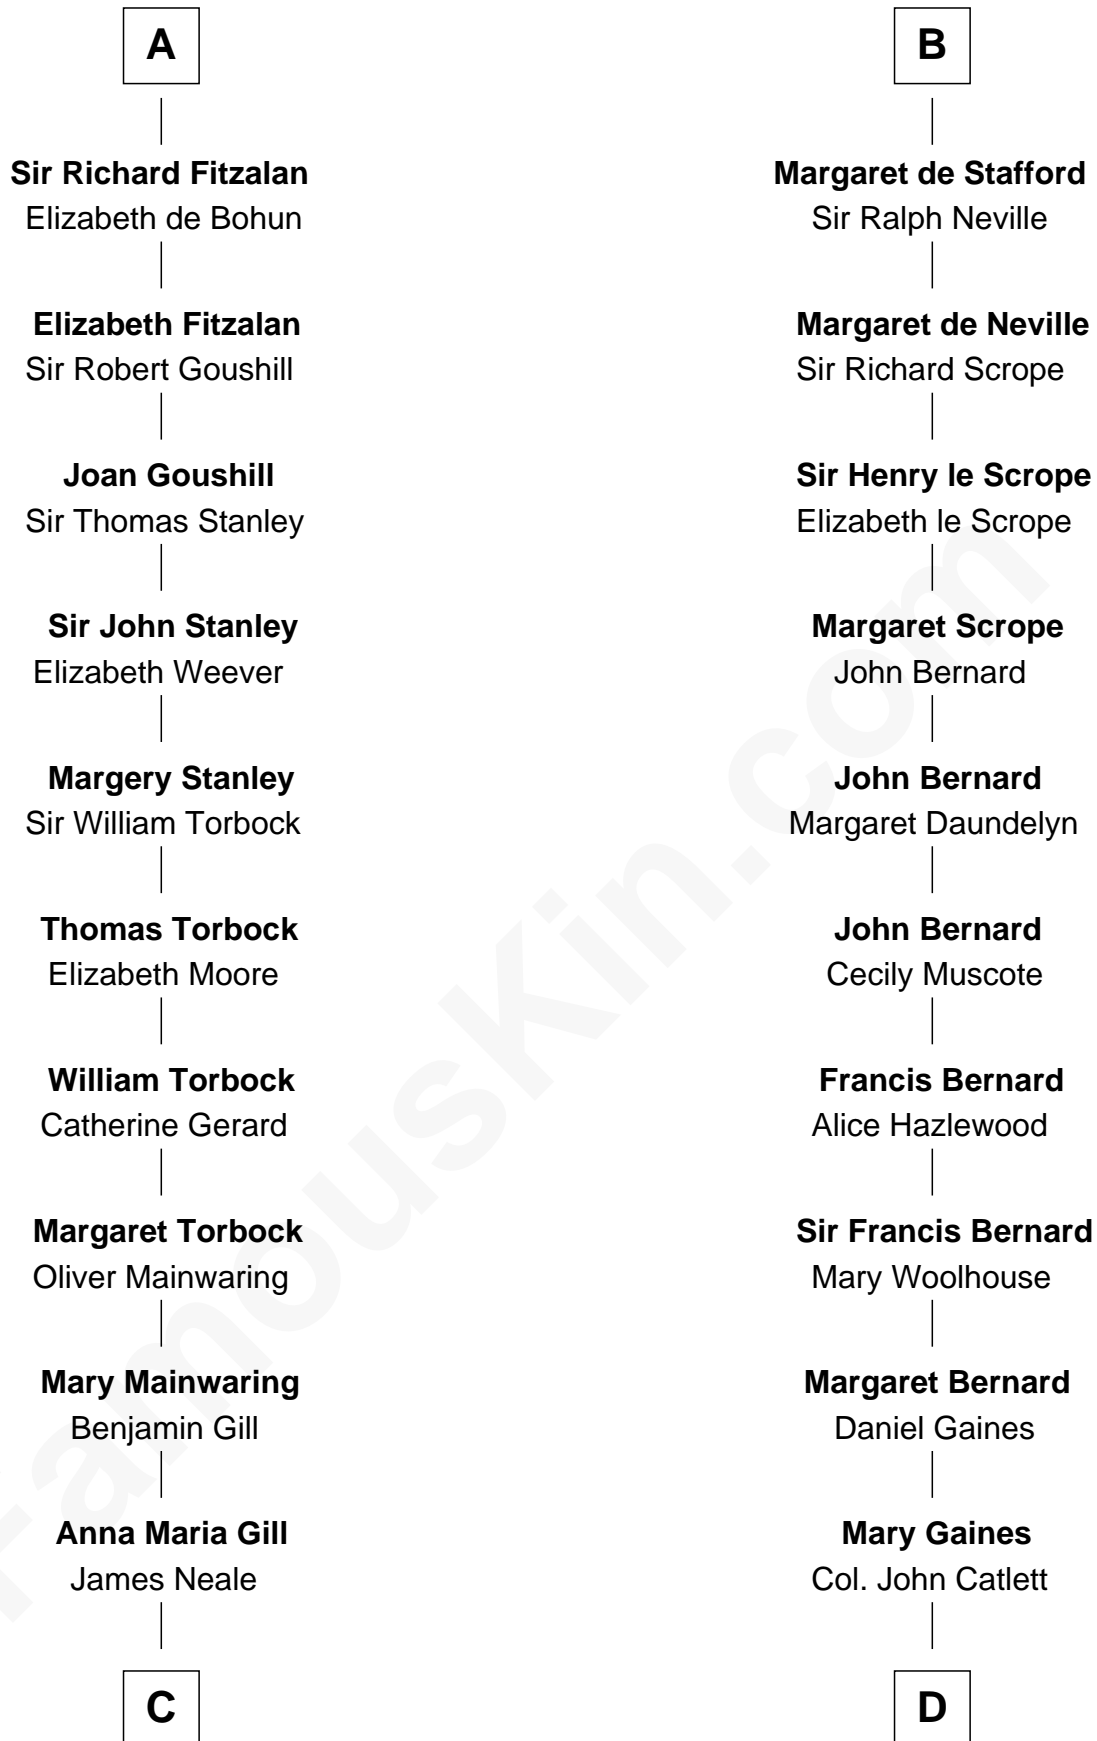 A
Sir Richard Fitzalan
Elizabeth de Bohun
Elizabeth Fitzalan
Sir Robert Goushill
Joan Goushill
Sir Thomas Stanley
Sir John Stanley
Elizabeth Weever
Margery Stanley
Sir William Torbock
Thomas Torbock
Elizabeth Moore
William Torbock
Catherine Gerard
Margaret Torbock
Oliver Mainwaring
Mary Mainwaring
Benjamin Gill
Anna Maria Gill
James Neale
C
B
Margaret de Stafford
Sir Ralph Neville
Margaret de Neville
Sir Richard Scrope
Sir Henry le Scrope
Elizabeth le Scrope
Margaret Scrope
John Bernard
John Bernard
Margaret Daundelyn
John Bernard
Cecily Muscote
Francis Bernard
Alice Hazlewood
Sir Francis Bernard
Mary Woolhouse
Margaret Bernard
Daniel Gaines
Mary Gaines
Col. John Catlett
D
FamousKin.com